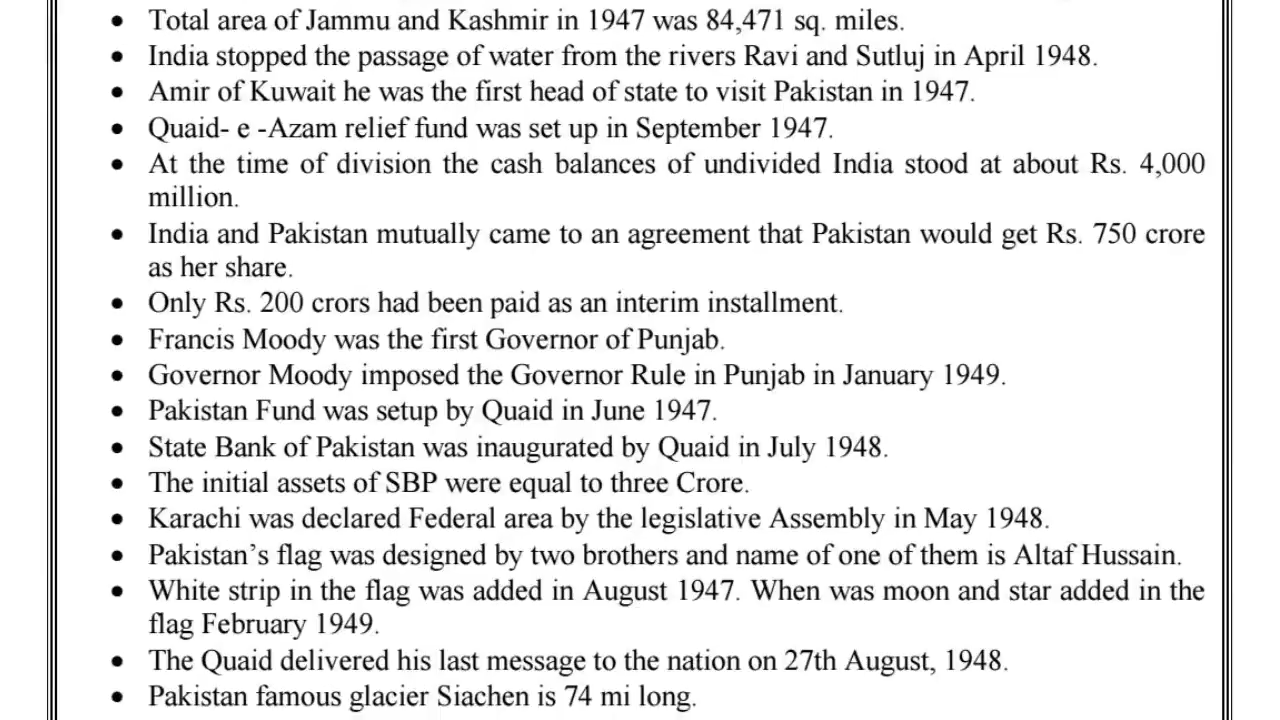 • Total area of Jammu and Kashmir in 1947 was 84,471 sq. miles.
• India stopped the passage of water from the rivers Ravi and Sutluj in April 1948.
• Amir of Kuwait he was the first head of state to visit Pakistan in 1947.
• Quaid- e -Azam relief fund was set up in September 1947.
• At the time of division the cash balances of undivided India stood at about Rs. 4,000
million.
• India and Pakistan mutually came to an agreement that Pakistan would get Rs. 750 crore
as her share.
• Only Rs. 200 crors had been paid as an interim installment.
• Francis Moody was the first Governor of Punjab.
• Governor Moody imposed the Governor Rule in Punjab in January 1949.
• Pakistan Fund was setup by Quaid in June 1947.
• State Bank of Pakistan was inaugurated by Quaid in July 1948.
• The initial assets of SBP were equal to three Crore.
• Karachi was declared Federal area by the legislative Assembly in May 1948.
• Pakistan’s flag was designed by two brothers and name of one of them is Altaf Hussain.
• White strip in the flag was added in August 1947. When was moon and star added in the
flag February 1949.
• The Quaid delivered his last message to the nation on 27th August, 1948.
• Pakistan famous glacier Siachen is 74 mi long.